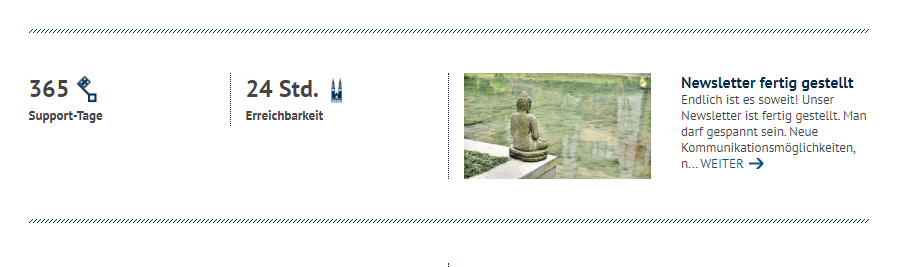 365
Support-Tage
24 Std.
Erreichbarkeit
Newsletter fertig gestellt
Endlich ist es soweit! Unser
Newsletter ist fertig gestellt. Man
darf gespannt sein. Neue
Kommunikationsmöglichkeiten,
n... WEITER